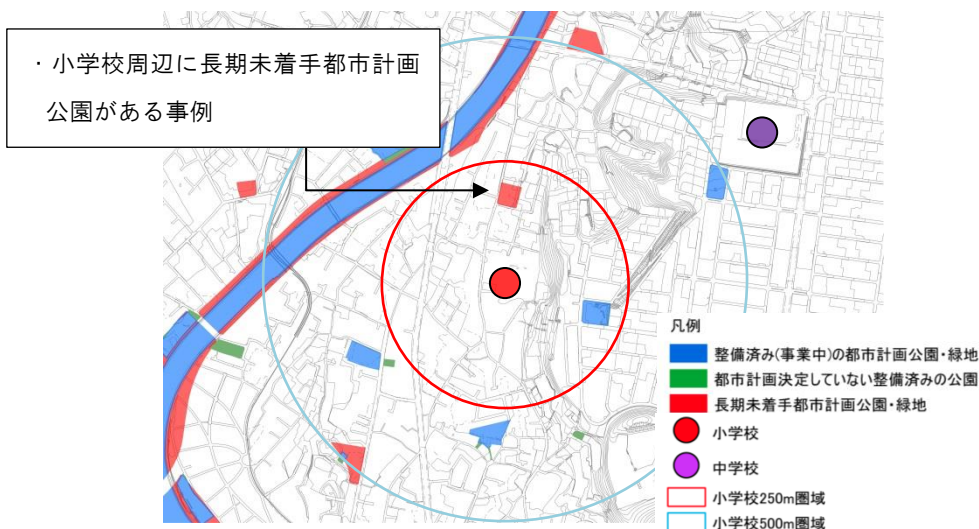 ・小学校周辺に長期未着手都市計画
公園がある事例
凡例
整備済み(事業中)の都市計画公園・緑地
都市計画決定していない整備済みの公園
長期未着手都市計画公園・緑地
小学校
中学校
小学校250m圏域
小学校500m圏域